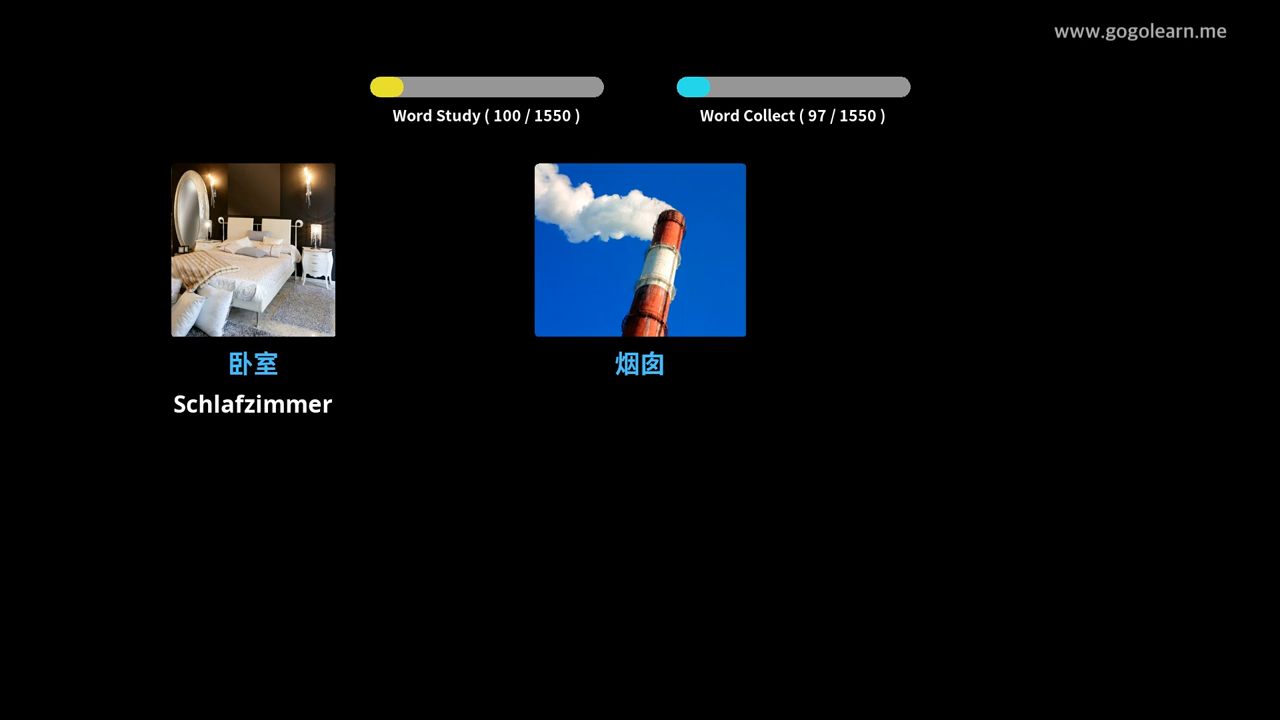 www.gogolearn.me
Word Study ( 100 / 1550 )
Word Collect ( 97 / 1550 )
卧室
烟囱
Schlafzimmer